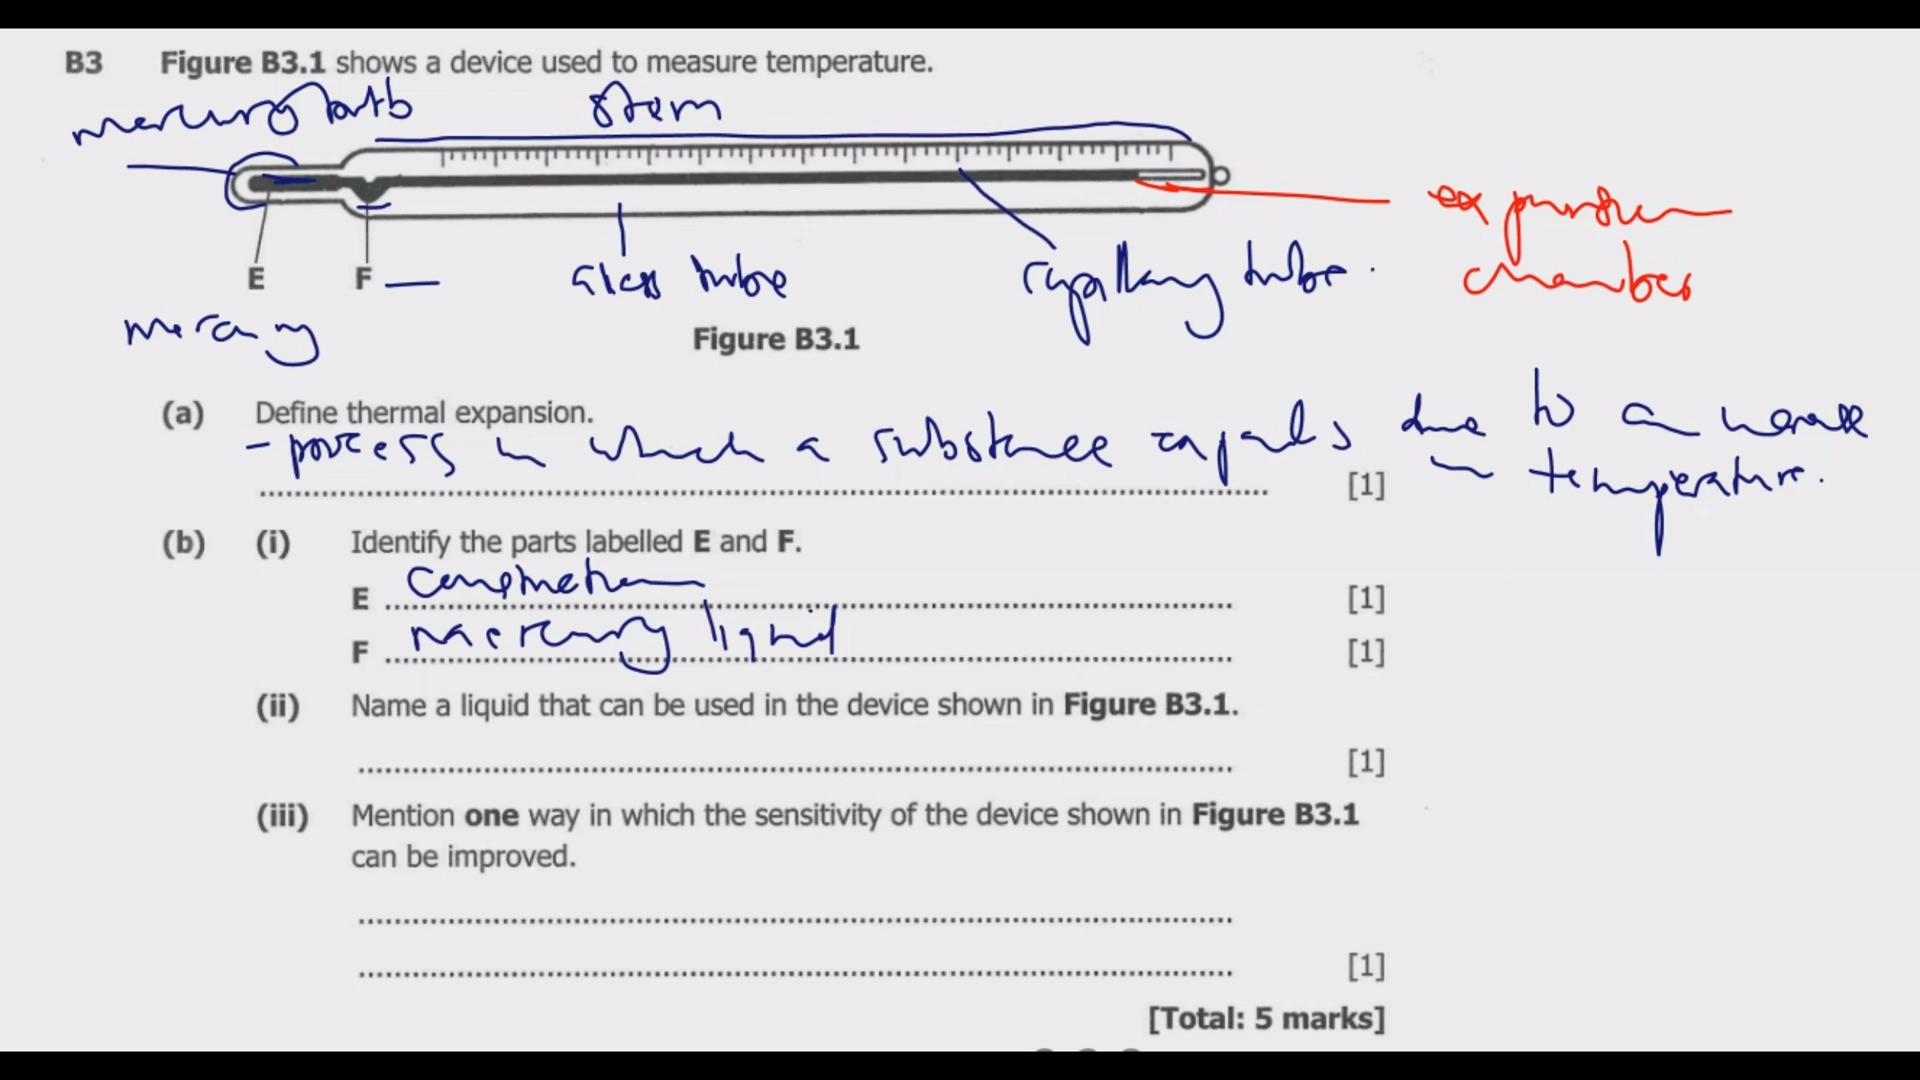 B3 Figure B3.1 shows a device used to measure temperature.
mercury bulb stem
expansion
chamber
E F glass tube capillary tube.
mercury
Figure B3.1
(a) Define thermal expansion.
- process in which a substance expands due to an increase
in temperature.
[1]
(b) (i) Identify the parts labelled E and F.
E constriction [1]
F mercury liquid [1]
(ii) Name a liquid that can be used in the device shown in Figure B3.1.
[1]
(iii) Mention one way in which the sensitivity of the device shown in Figure B3.1
can be improved.
[1]
[Total: 5 marks]